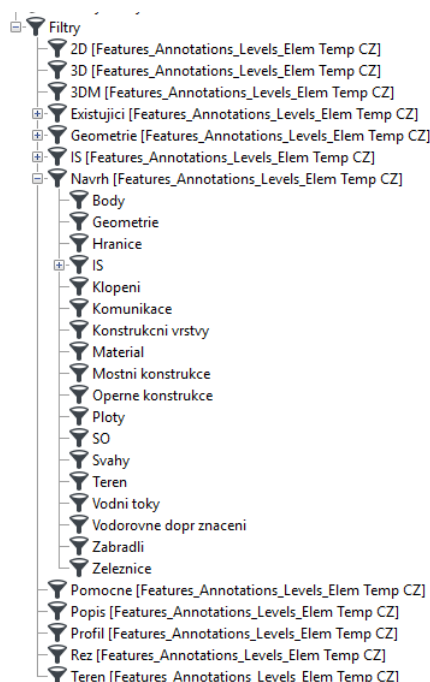 Filtry
2D [Features_Annotations_Levels_Elem Temp CZ]
3D [Features_Annotations_Levels_Elem Temp CZ]
3DM [Features_Annotations_Levels_Elem Temp CZ]
Existujici [Features_Annotations_Levels_Elem Temp CZ]
Geometrie [Features_Annotations_Levels_Elem Temp CZ]
IS [Features_Annotations_Levels_Elem Temp CZ]
Navrh [Features_Annotations_Levels_Elem Temp CZ]
Body
Geometrie
Hranice
IS
Klopeni
Komunikace
Konstrukcni vrstvy
Material
Mostni konstrukce
Operne konstrukce
Ploty
SO
Svahy
Teren
Vodni toky
Vodorovne dopr znaceni
Zabradli
Zeleznice
Pomocne [Features_Annotations_Levels_Elem Temp CZ]
Popis [Features_Annotations_Levels_Elem Temp CZ]
Profil [Features_Annotations_Levels_Elem Temp CZ]
Rez [Features_Annotations_Levels_Elem Temp CZ]
Teren [Features_Annotations_Levels_Elem Temp CZ]